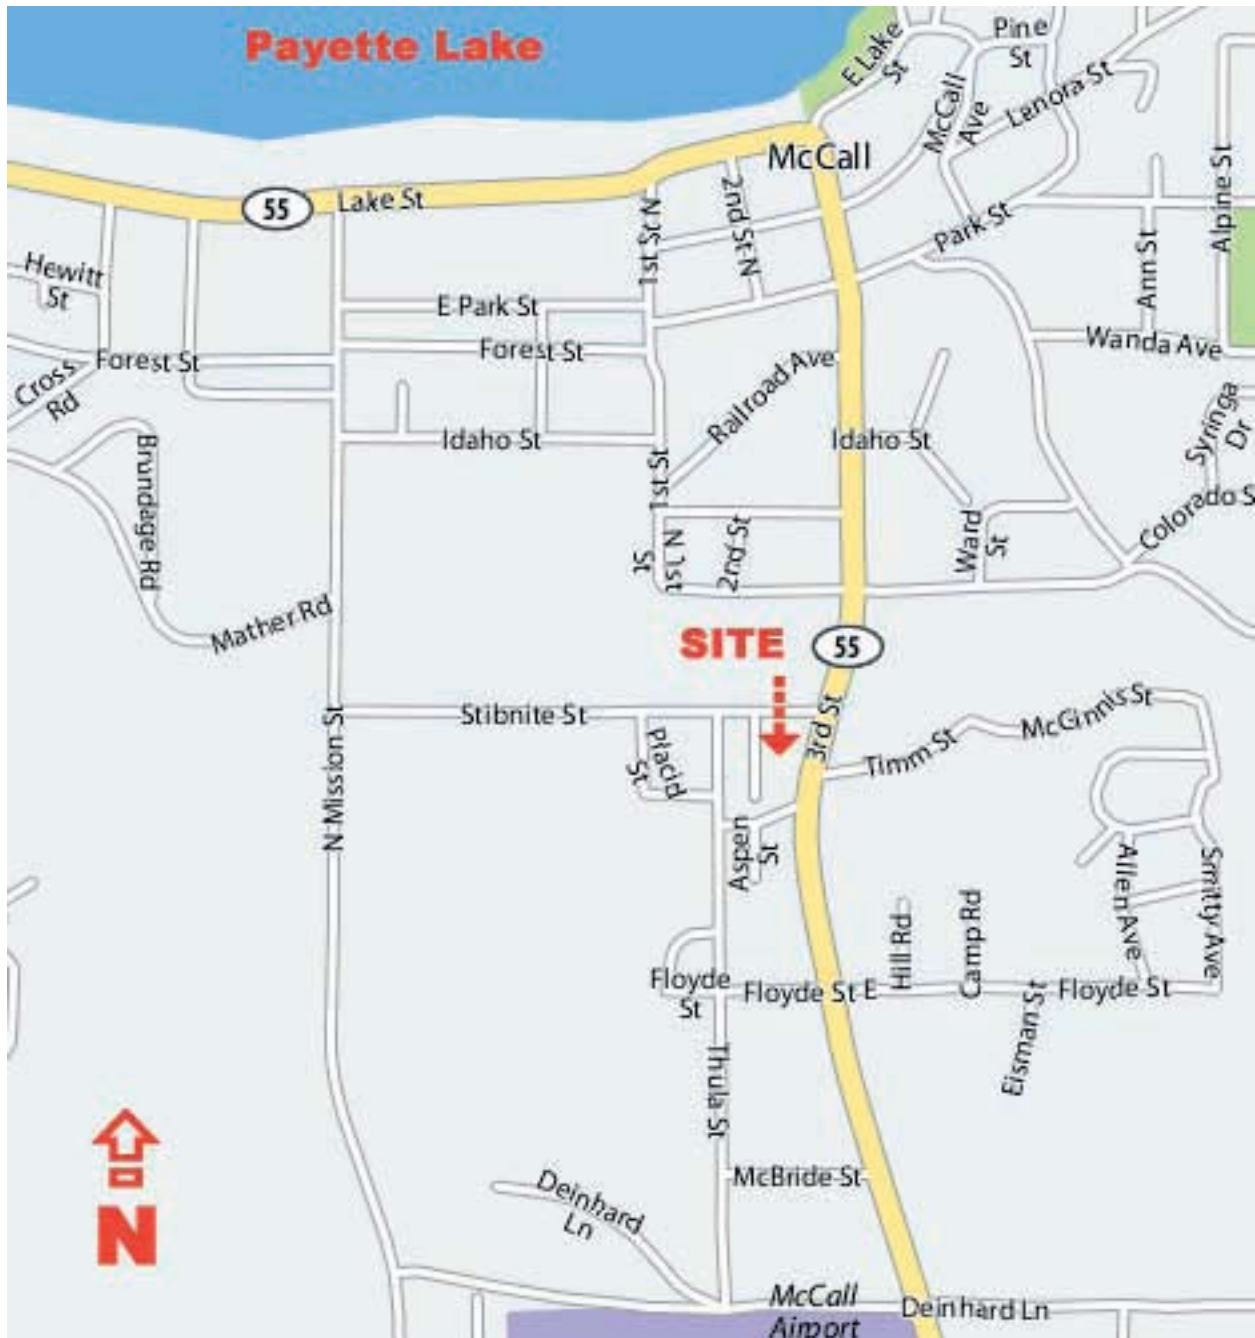 Payette Lake
Pine
St
E Lake
St
McCall
Ave
Lenora St
McCall
55
Lake St
1st St N
2nd St N
Park St
Ann St
Alpine St
Hewitt
St
E Park St
Forest St
Forest St
Wanda Ave
Cross
Rd
Railroad Ave
Idaho St
Idaho St
Syringa
Dr
Brundage Rd
1st St
N 1st
St
2nd St
Ward
St
Colorado S
Mather Rd
SITE
55
Stibnite St
3rd St
McGinnis St
Timm St
Placid
St
N Mission St
Aspen
St
Allen Ave
Smitty Ave
Hill Rd
Camp Rd
Floyde
St
Floyde St E
Floyde St
Eisman St
Thula St
McBride St
Deinhard
Ln
N
McCall
Airport
Deinhard Ln